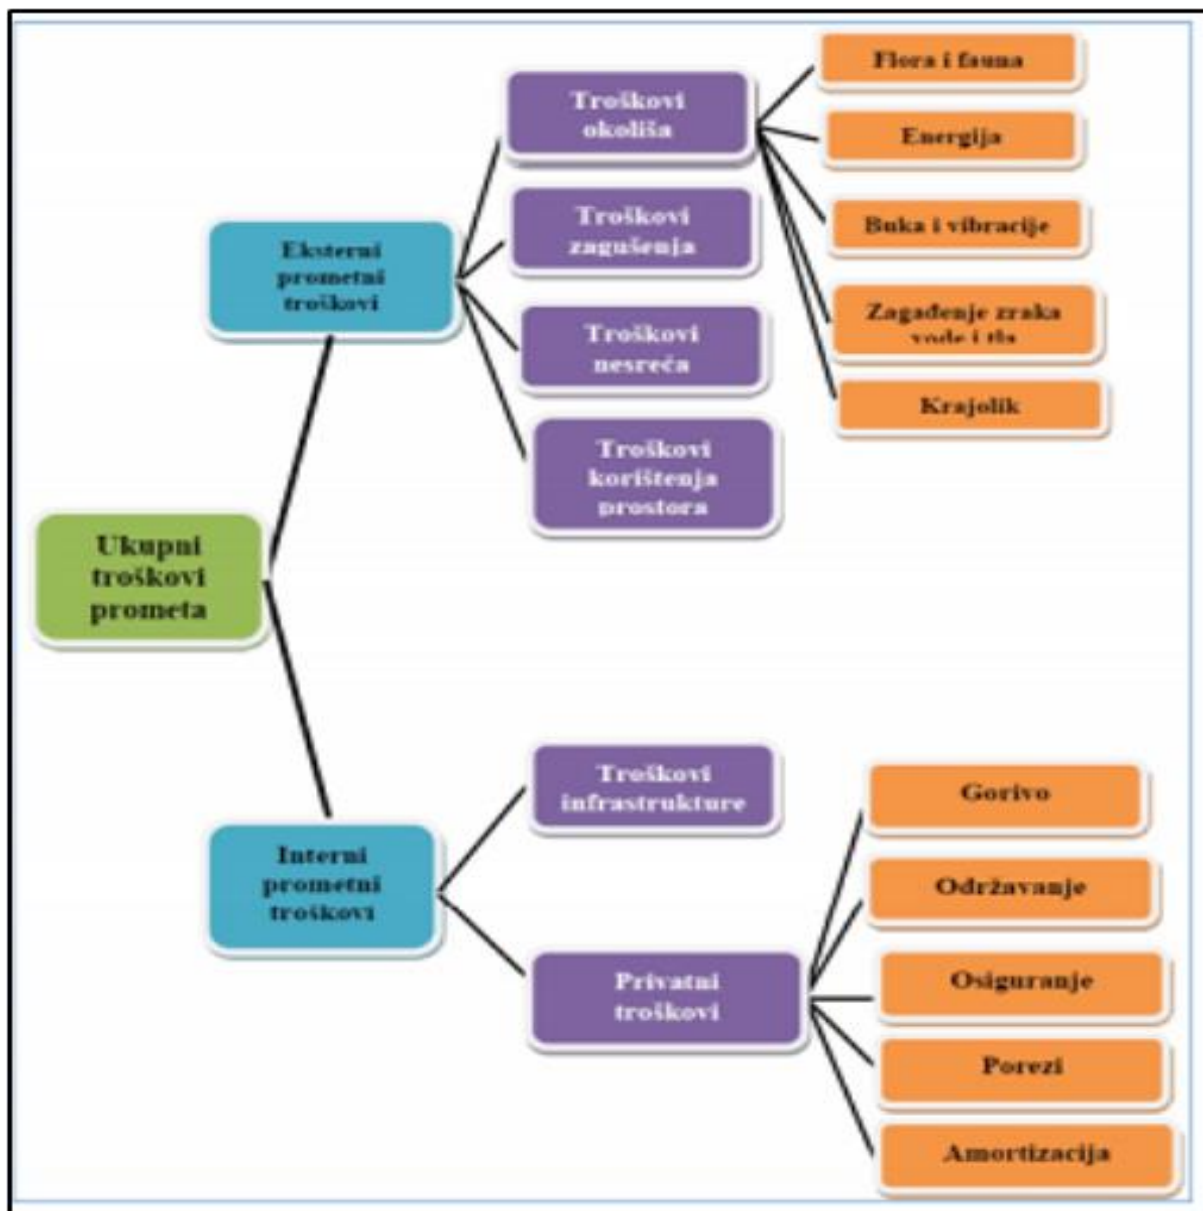 Ukupni
troškovi
prometa
Eksterni
prometni
troškovi
Troškovi
okoliša
Flora i fauna
Energija
Buka i vibracije
Zagađenje zraka
vode i tla
Krajolik
Troškovi
zagušenja
Troškovi
nesreća
Troškovi
korištenja
prostora
Interni
prometni
troškovi
Troškovi
infrastrukture
Privatni
troškovi
Gorivo
Održavanje
Osiguranje
Porezi
Amortizacija